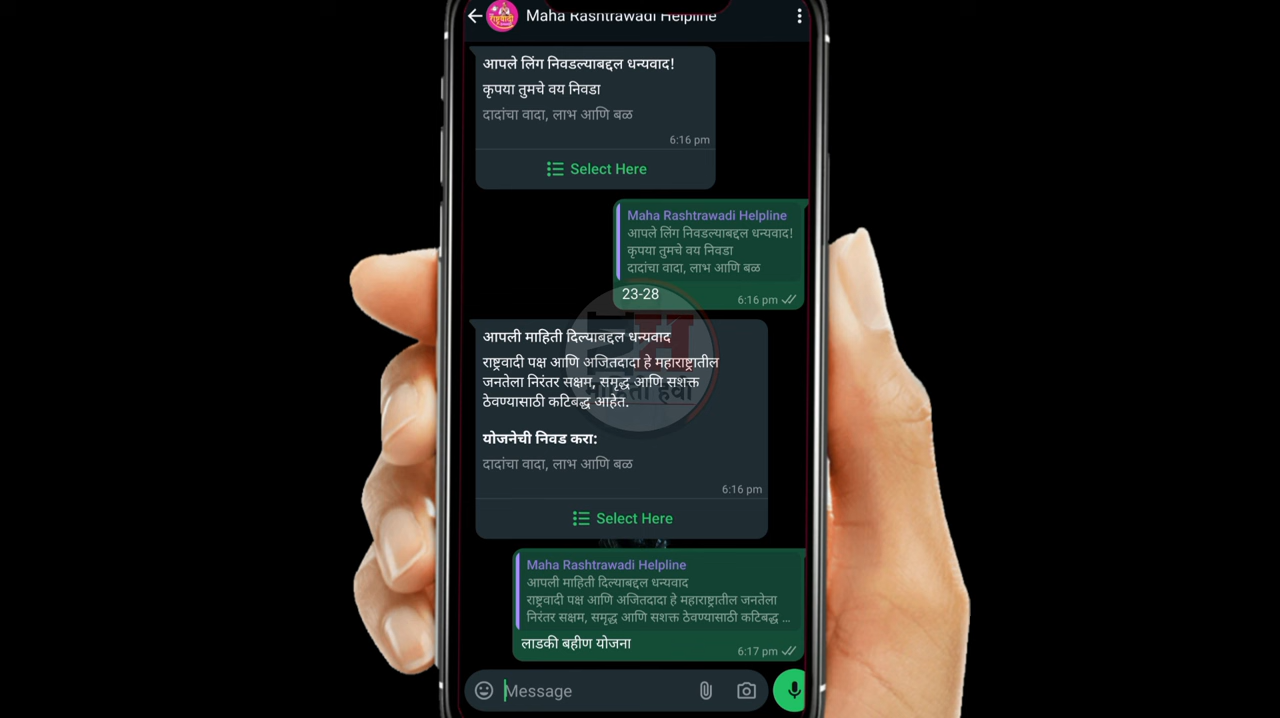 Maha Rashtrawadi Helpline
आपले लिंग निवडल्याबद्दल धन्यवाद!
कृपया तुमचे वय निवडा
दादांचा वादा, लाभ आणि बळ
6:16 pm
Select Here
Maha Rashtrawadi Helpline
आपले लिंग निवडल्याबद्दल धन्यवाद!
कृपया तुमचे वय निवडा
दादांचा वादा, लाभ आणि बळ
23-28
6:16 pm
आपली माहिती दिल्याबद्दल धन्यवाद
राष्ट्रवादी पक्ष आणि अजितदादा हे महाराष्ट्रातील
जनतेला निरंतर सक्षम, समृद्ध आणि सशक्त
ठेवण्यासाठी कटिबद्ध आहेत.
माहिती हवी
योजनेची निवड करा:
दादांचा वादा, लाभ आणि बळ
6:16 pm
Select Here
Maha Rashtrawadi Helpline
आपली माहिती दिल्याबद्दल धन्यवाद
राष्ट्रवादी पक्ष आणि अजितदादा हे महाराष्ट्रातील जनतेला
निरंतर सक्षम, समृद्ध आणि सशक्त ठेवण्यासाठी कटिबद्ध ...
लाडकी बहीण योजना
6:17 pm
Message